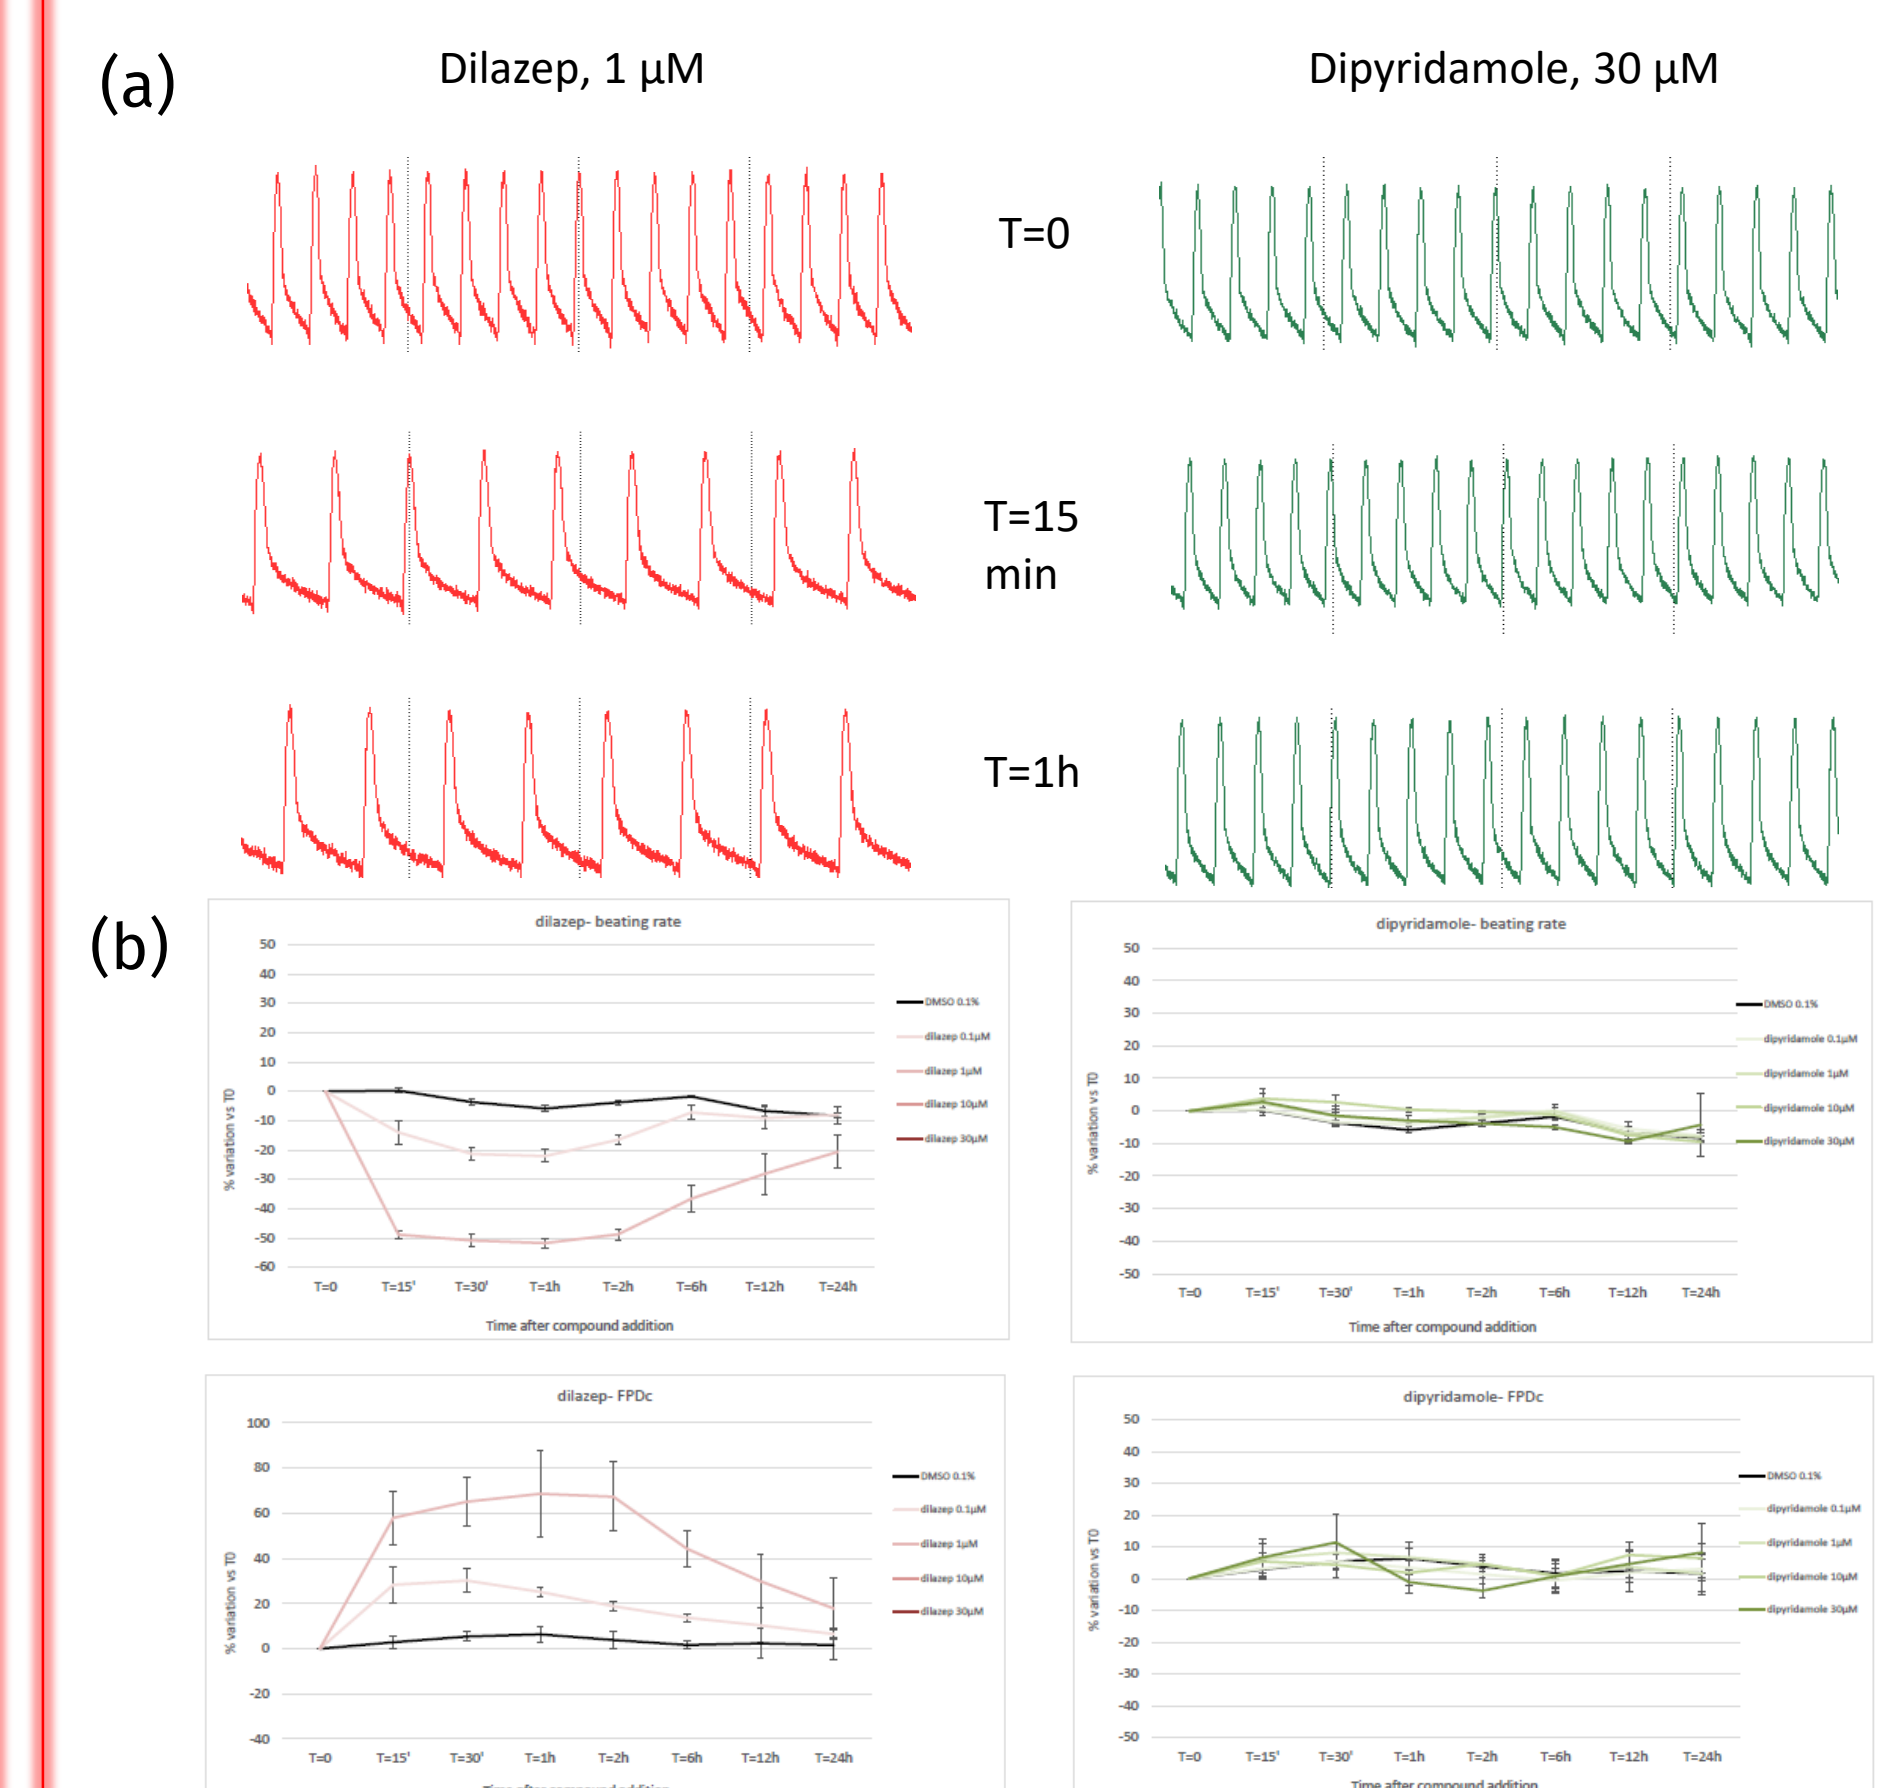 (a)
Dilazep, 1 µM
Dipyridamole, 30 µM
T=0
T=15
min
T=1h
(b)
dilazep- beating rate
50
40
30
20
10
0
-10
-20
-30
-40
-50
-60
% variation vs T0
T=0 T=15' T=30' T=1h T=2h T=6h T=12h T=24h
Time after compound addition
DMSO 0.1%
dilazep 0.1µM
dilazep 1µM
dilazep 10µM
dilazep 30µM
dipyridamole- beating rate
50
40
30
20
10
0
-10
-20
-30
-40
-50
% variation vs T0
T=0 T=15' T=30' T=1h T=2h T=6h T=12h T=24h
Time after compound addition
DMSO 0.1%
dipyridamole 0.1µM
dipyridamole 1µM
dipyridamole 10µM
dipyridamole 30µM
dilazep- FPDc
100
80
60
40
20
0
-20
-40
% variation vs T0
T=0 T=15' T=30' T=1h T=2h T=6h T=12h T=24h
Time after compound addition
DMSO 0.1%
dilazep 0.1µM
dilazep 1µM
dilazep 10µM
dilazep 30µM
dipyridamole- FPDc
50
40
30
20
10
0
-10
-20
-30
-40
-50
% variation vs T0
T=0 T=15' T=30' T=1h T=2h T=6h T=12h T=24h
Time after compound addition
DMSO 0.1%
dipyridamole 0.1µM
dipyridamole 1µM
dipyridamole 10µM
dipyridamole 30µM